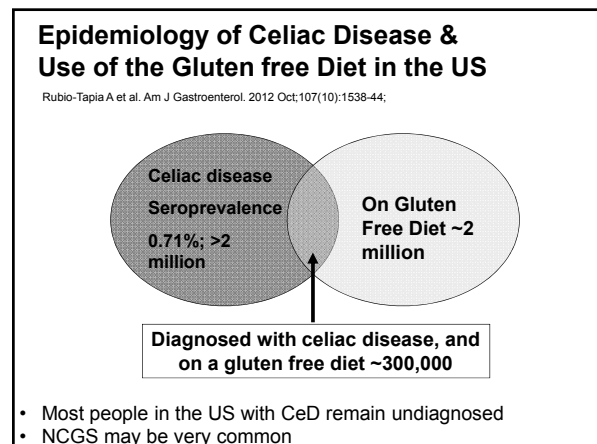 Epidemiology of Celiac Disease &
Use of the Gluten free Diet in the US
Rubio-Tapia A et al. Am J Gastroenterol. 2012 Oct;107(10):1538-44;
Celiac disease
Seroprevalence
0.71%; >2
million
On Gluten
Free Diet ~2
million
Diagnosed with celiac disease, and
on a gluten free diet ~300,000
• Most people in the US with CeD remain undiagnosed
• NCGS may be very common